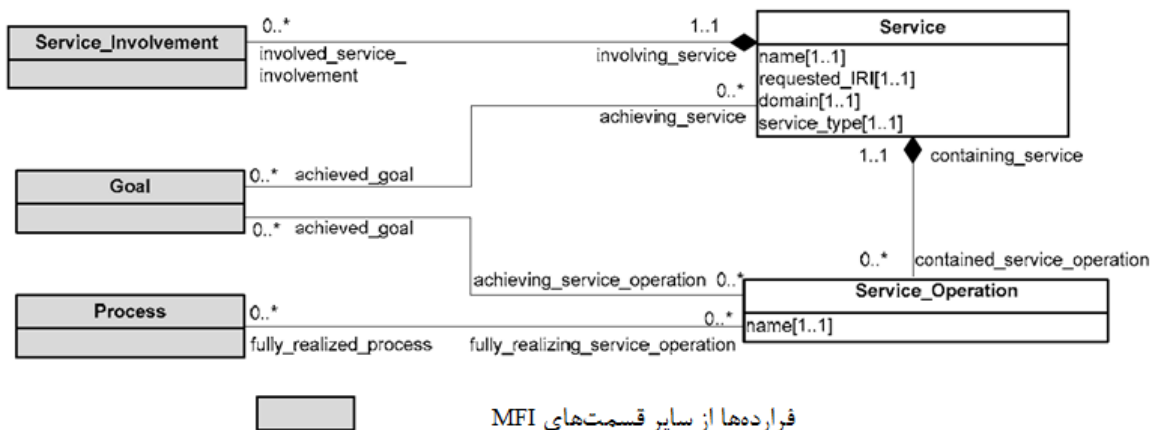 Service_Involvement
0..*
involved_service_
involvement
1..1
involving_service
Service
name[1..1]
requested_IRI[1..1]
domain[1..1]
service_type[1..1]
0..*
achieving_service
1..1
containing_service
Goal
0..*
achieved_goal
0..*
achieved_goal
0..*
contained_service_operation
achieving_service_operation 0..*
Service_Operation
name[1..1]
Process
0..*
fully_realized_process
0..*
fully_realizing_service_operation
فرارده‌ها از سایر قسمت‌های MFI